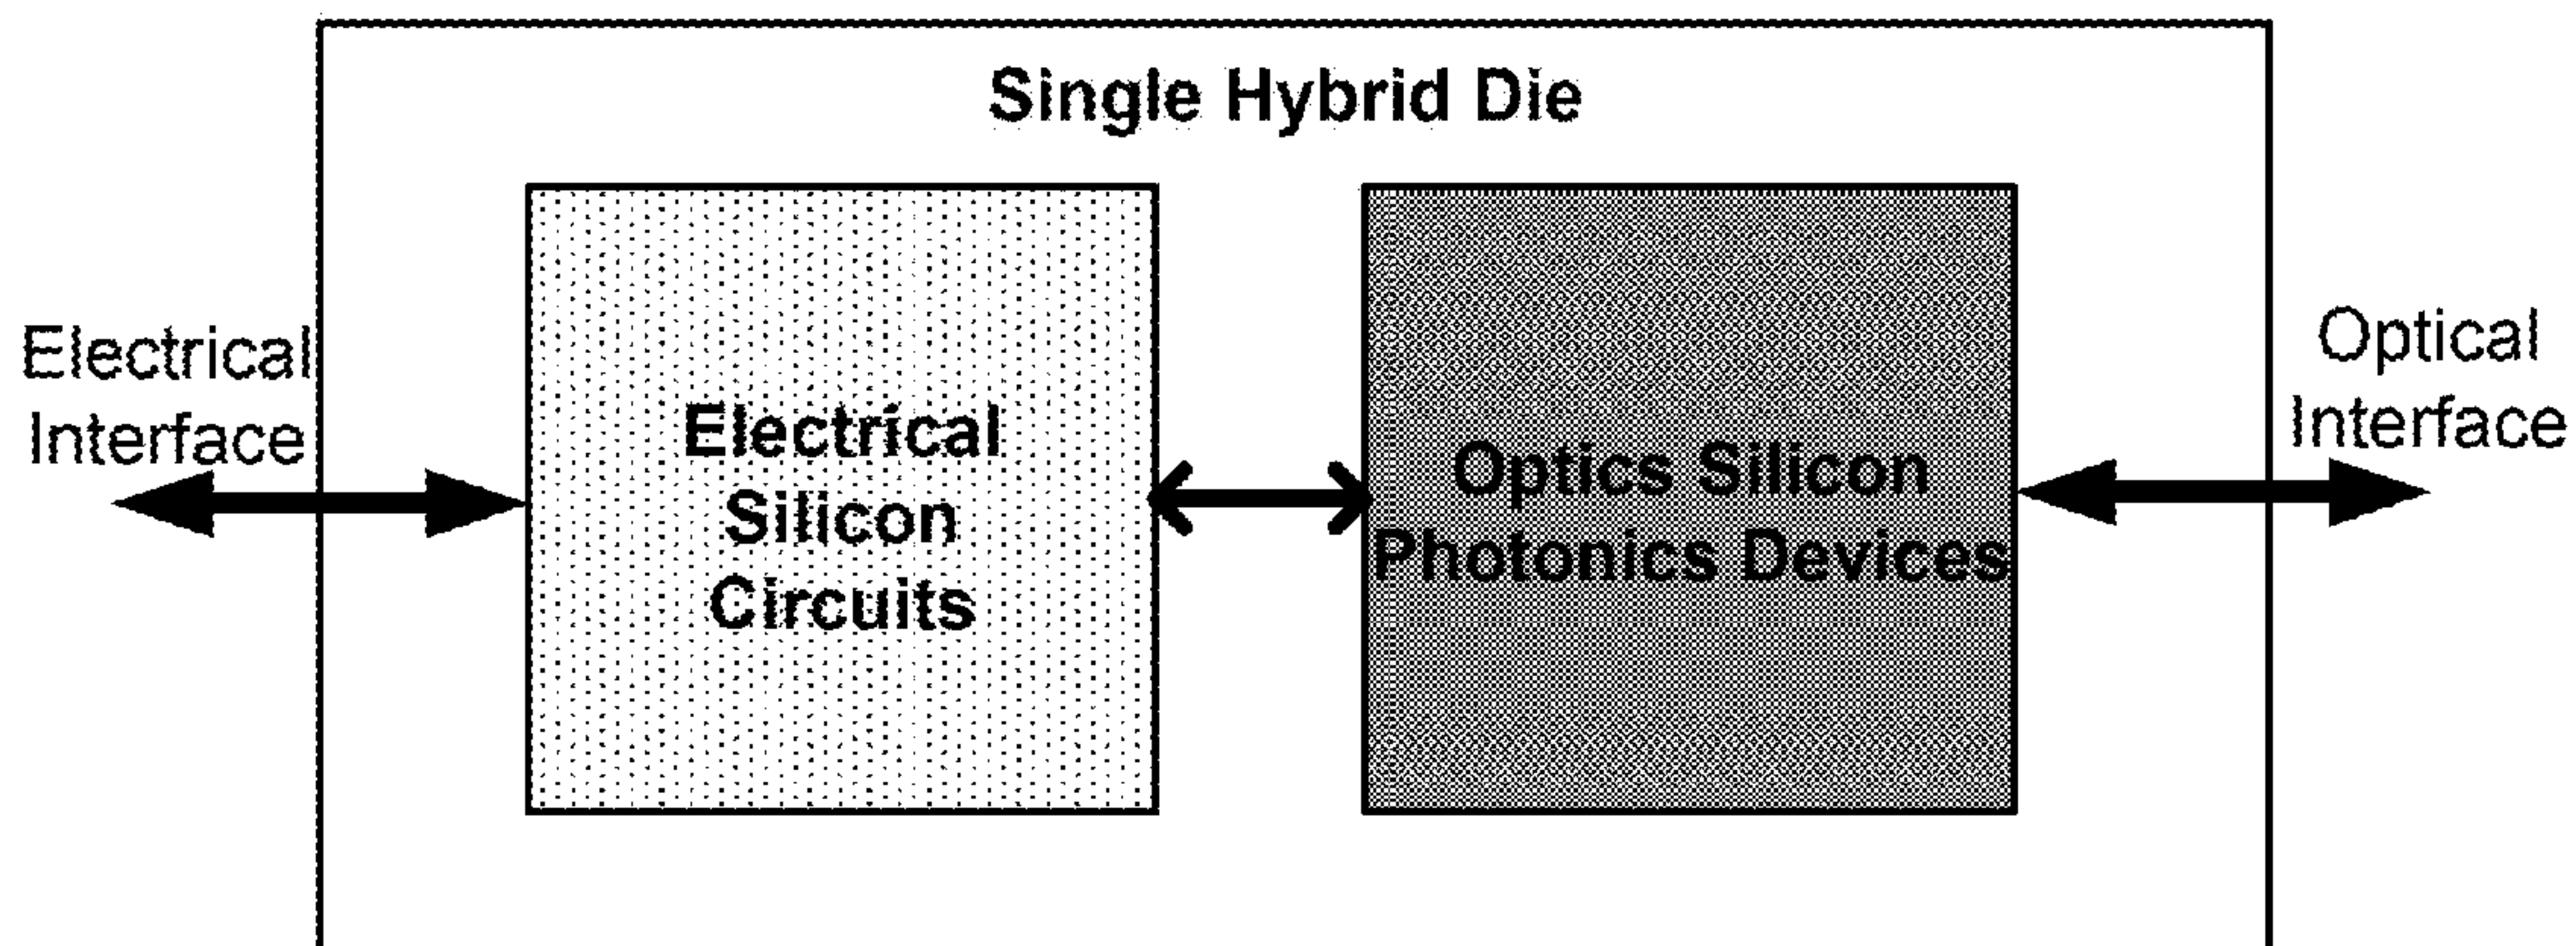 Single Hybrid Die
Electrical
Interface
Electrical
Silicon
Circuits
Optics Silicon
Photonics Devices
Optical
Interface